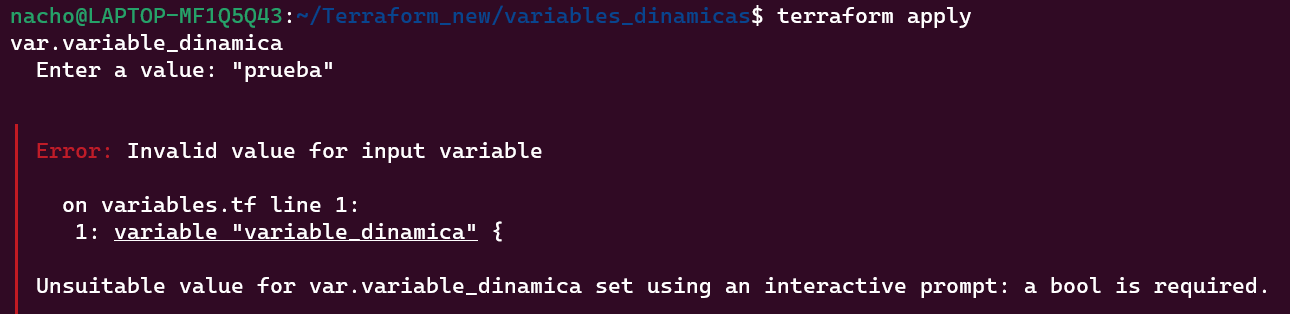 nacho@LAPTOP-MF1Q5Q43:~/Terraform_new/variables_dinamicas$ terraform apply
var.variable_dinamica
  Enter a value: "prueba"
Error: Invalid value for input variable
  on variables.tf line 1:
   1: variable "variable_dinamica" {
Unsuitable value for var.variable_dinamica set using an interactive prompt: a bool is required.